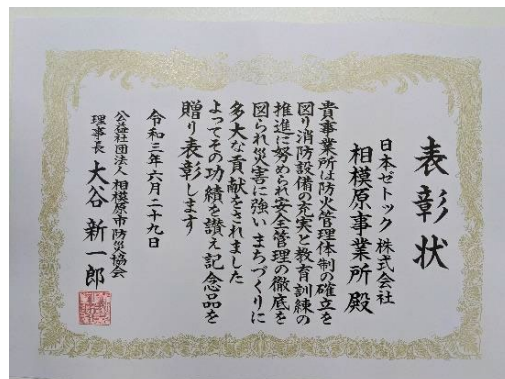 表彰状
日本ゼトック株式会社
相模原事業所殿
貴事業所は防火管理体制の確立を
図り消防設備の充実と教育訓練の
推進に努められ安全管理の徹底を
図られ災害に強いまちづくりに
多大な貢献をされました
よってその功績を讃え記念品を
贈り表彰します
令和三年六月二十九日
公益社団法人相模原市防災協会
理事長 大谷新一郎